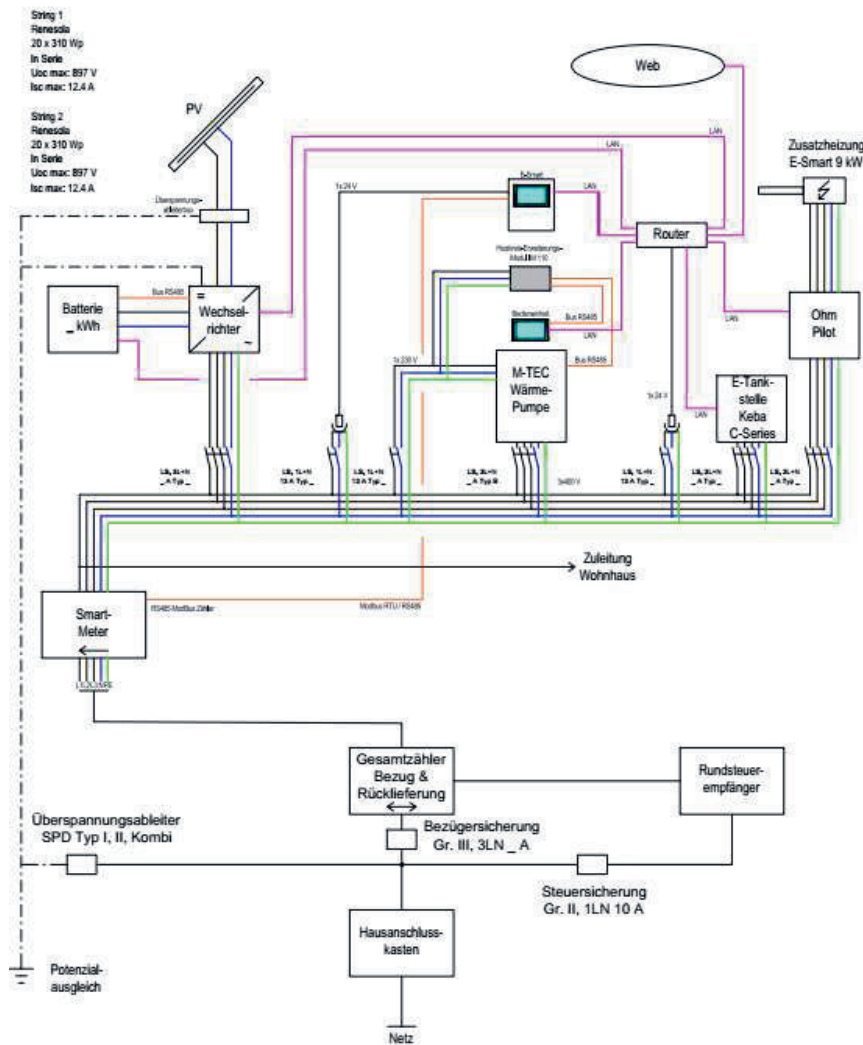 String 1
Renesola
20 x 310 Wp
In Serie
Uoc max: 897 V
Isc max: 12.4 A
String 2
Renesola
20 x 310 Wp
In Serie
Uoc max: 897 V
Isc max: 12.4 A
PV
Web
Zusatzheizung
E-Smart 9 kW
LAN
LAN
Überspannungs-
ableiterbox
1x 24 V
E-Smart
LAN
Router
Bus RS485
Batterie
_ kWh
=
Wechsel-
richter
~
Bedieneinheit
Bus RS485
LAN
Bus RS485
1x 230 V
M-TEC
Wärme-
Pumpe
1x 24 V
LAN
LAN
Ohm
Pilot
E-Tank-
stelle
Keba
C-Series
LS, 3L+N
_ A Typ _
LS, 1L+N
13 A Typ _
LS, 1L+N
13 A Typ _
LS, 3L+N
_ A Typ B
3x400 V
LS, 1L+N
13 A Typ _
LS, 3L+N
_ A Typ _
LS, 3L+N
_ A Typ _
Zuleitung
Wohnhaus
Smart-
Meter
RS485-ModBus Zähler
Modbus RTU / RS485
Gesamtzähler
Bezug &
Rücklieferung
Rundsteuer-
empfänger
Überspannungsableiter
SPD Typ I, II, Kombi
Bezügersicherung
Gr. III, 3LN _ A
Steuersicherung
Gr. II, 1LN 10 A
Hausanschluss-
kasten
Potenzial-
ausgleich
Netz